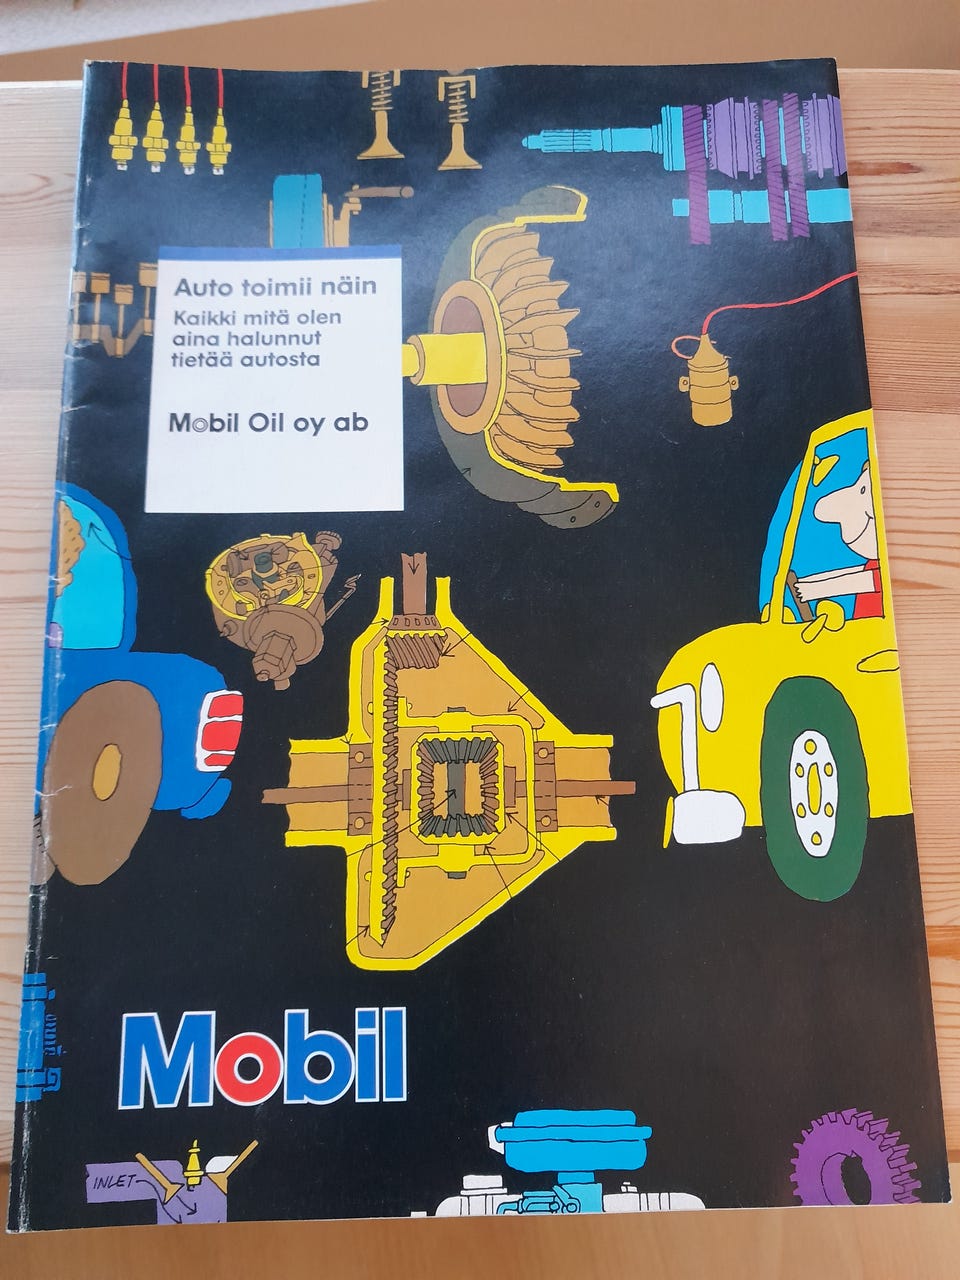 Auto toimii näin
Kaikki mitä olen
aina halunnut
tietää autosta
Mobil Oil oy ab
Mobil
INLET